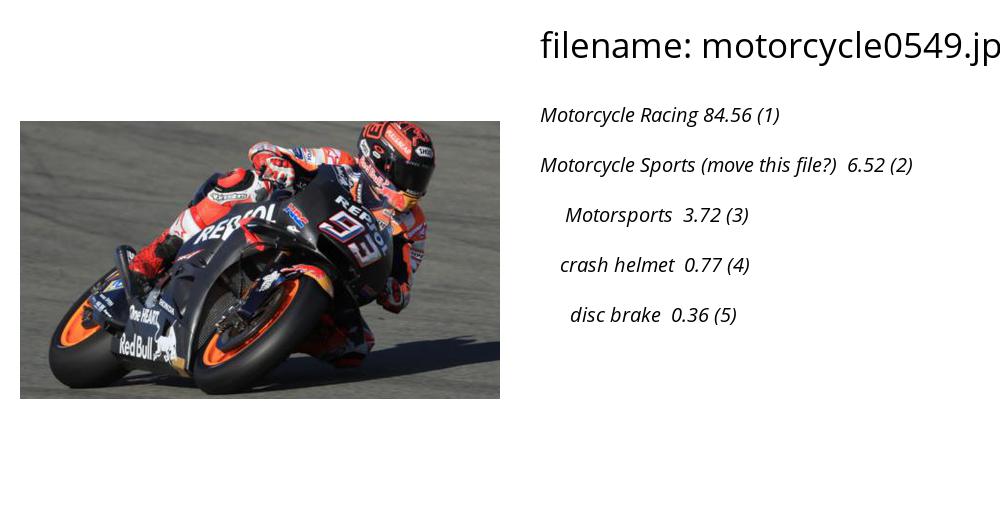 filename: motorcycle0549.jp
Motorcycle Racing 84.56 (1)
Motorcycle Sports (move this file?) 6.52 (2)
Motorsports 3.72 (3)
crash helmet 0.77 (4)
disc brake 0.36 (5)
SHOEI
REPSOL
93
HRC
REPSOL
HONDA
One HEART.
Red Bull